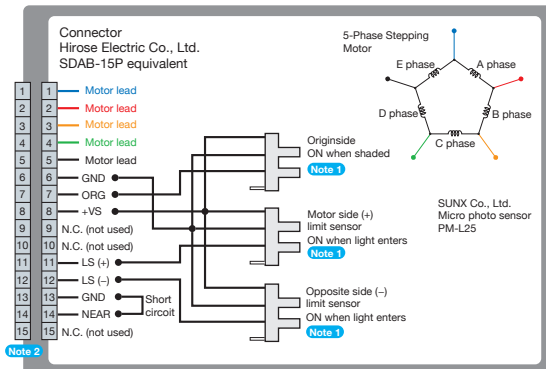 Connector
Hirose Electric Co., Ltd.
SDAB-15P equivalent
5-Phase Stepping
Motor
E phase
A phase
D phase
B phase
C phase
1 1 Motor lead
2 2 Motor lead
3 3 Motor lead
4 4 Motor lead
5 5 Motor lead
6 6 GND
7 7 ORG
8 8 +VS
9 9 N.C. (not used)
10 10 N.C. (not used)
11 11 LS (+)
12 12 LS (−)
13 13 GND
14 14 NEAR
15 15 N.C. (not used)
Short
circoit
Originside
ON when shaded
Note 1
Motor side (+)
limit sensor
ON when light enters
Note 1
Opposite side (−)
limit sensor
ON when light enters
Note 1
SUNX Co., Ltd.
Micro photo sensor
PM-L25
Note 2